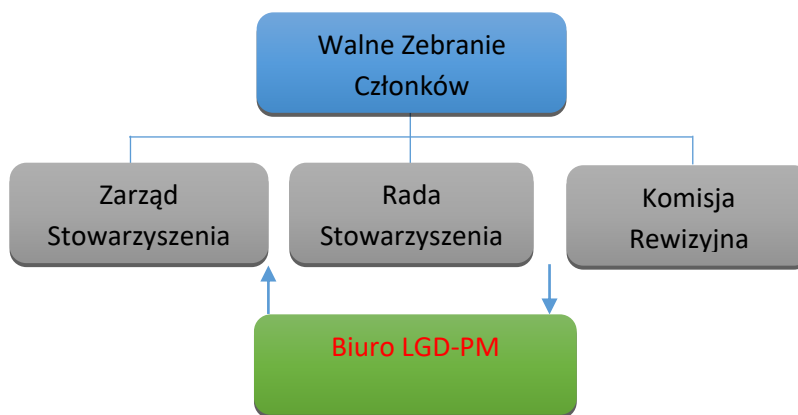 Walne Zebranie
Członków
Zarząd
Stowarzyszenia
Rada
Stowarzyszenia
Komisja
Rewizyjna
Biuro LGD-PM